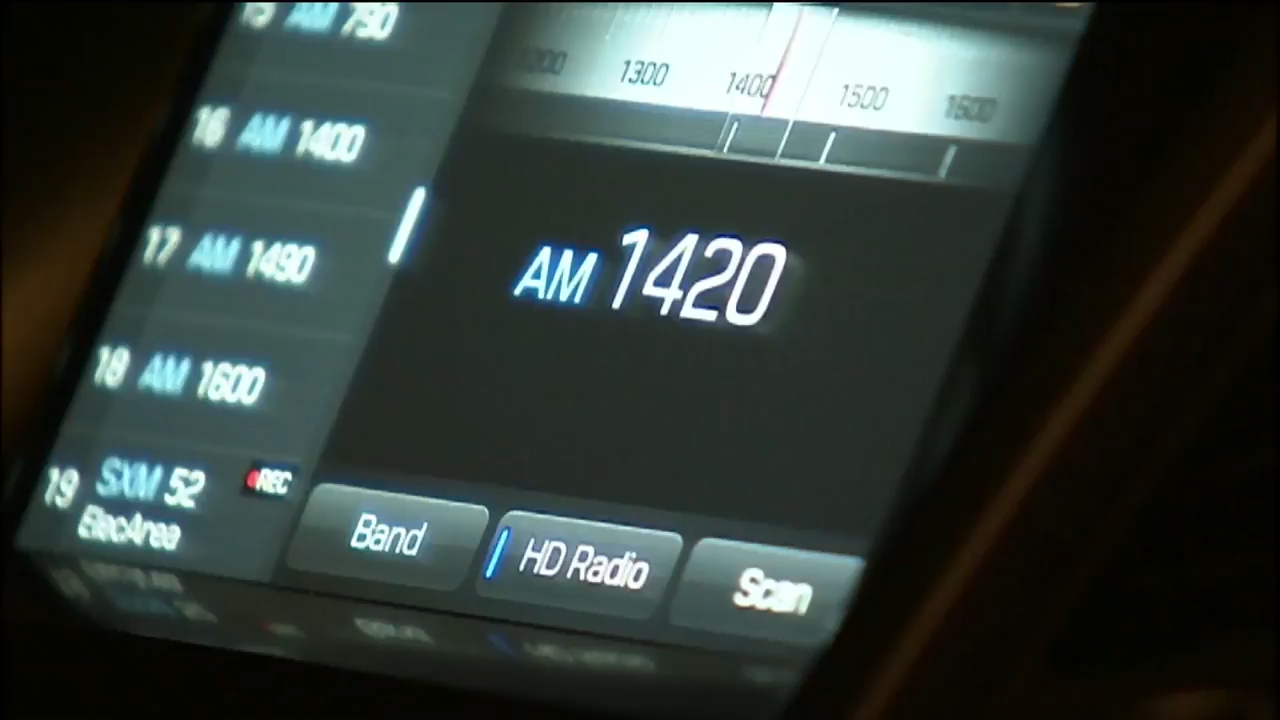 15 AM 790
16 AM 1400
17 AM 1490
18 AM 1600
19 SXM 52 REC
ElecArea
1300 1400 1500 1600
AM 1420
Band HD Radio Scan